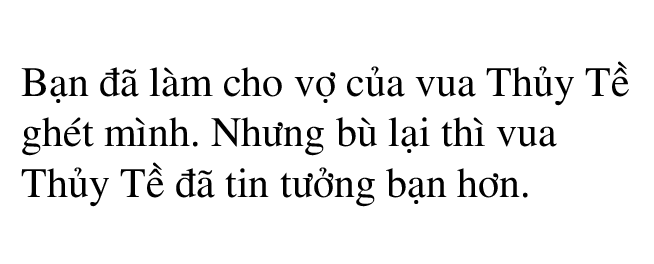 Bạn đã làm cho vợ của vua Thủy Tề
ghét mình. Nhưng bù lại thì vua
Thủy Tề đã tin tưởng bạn hơn.